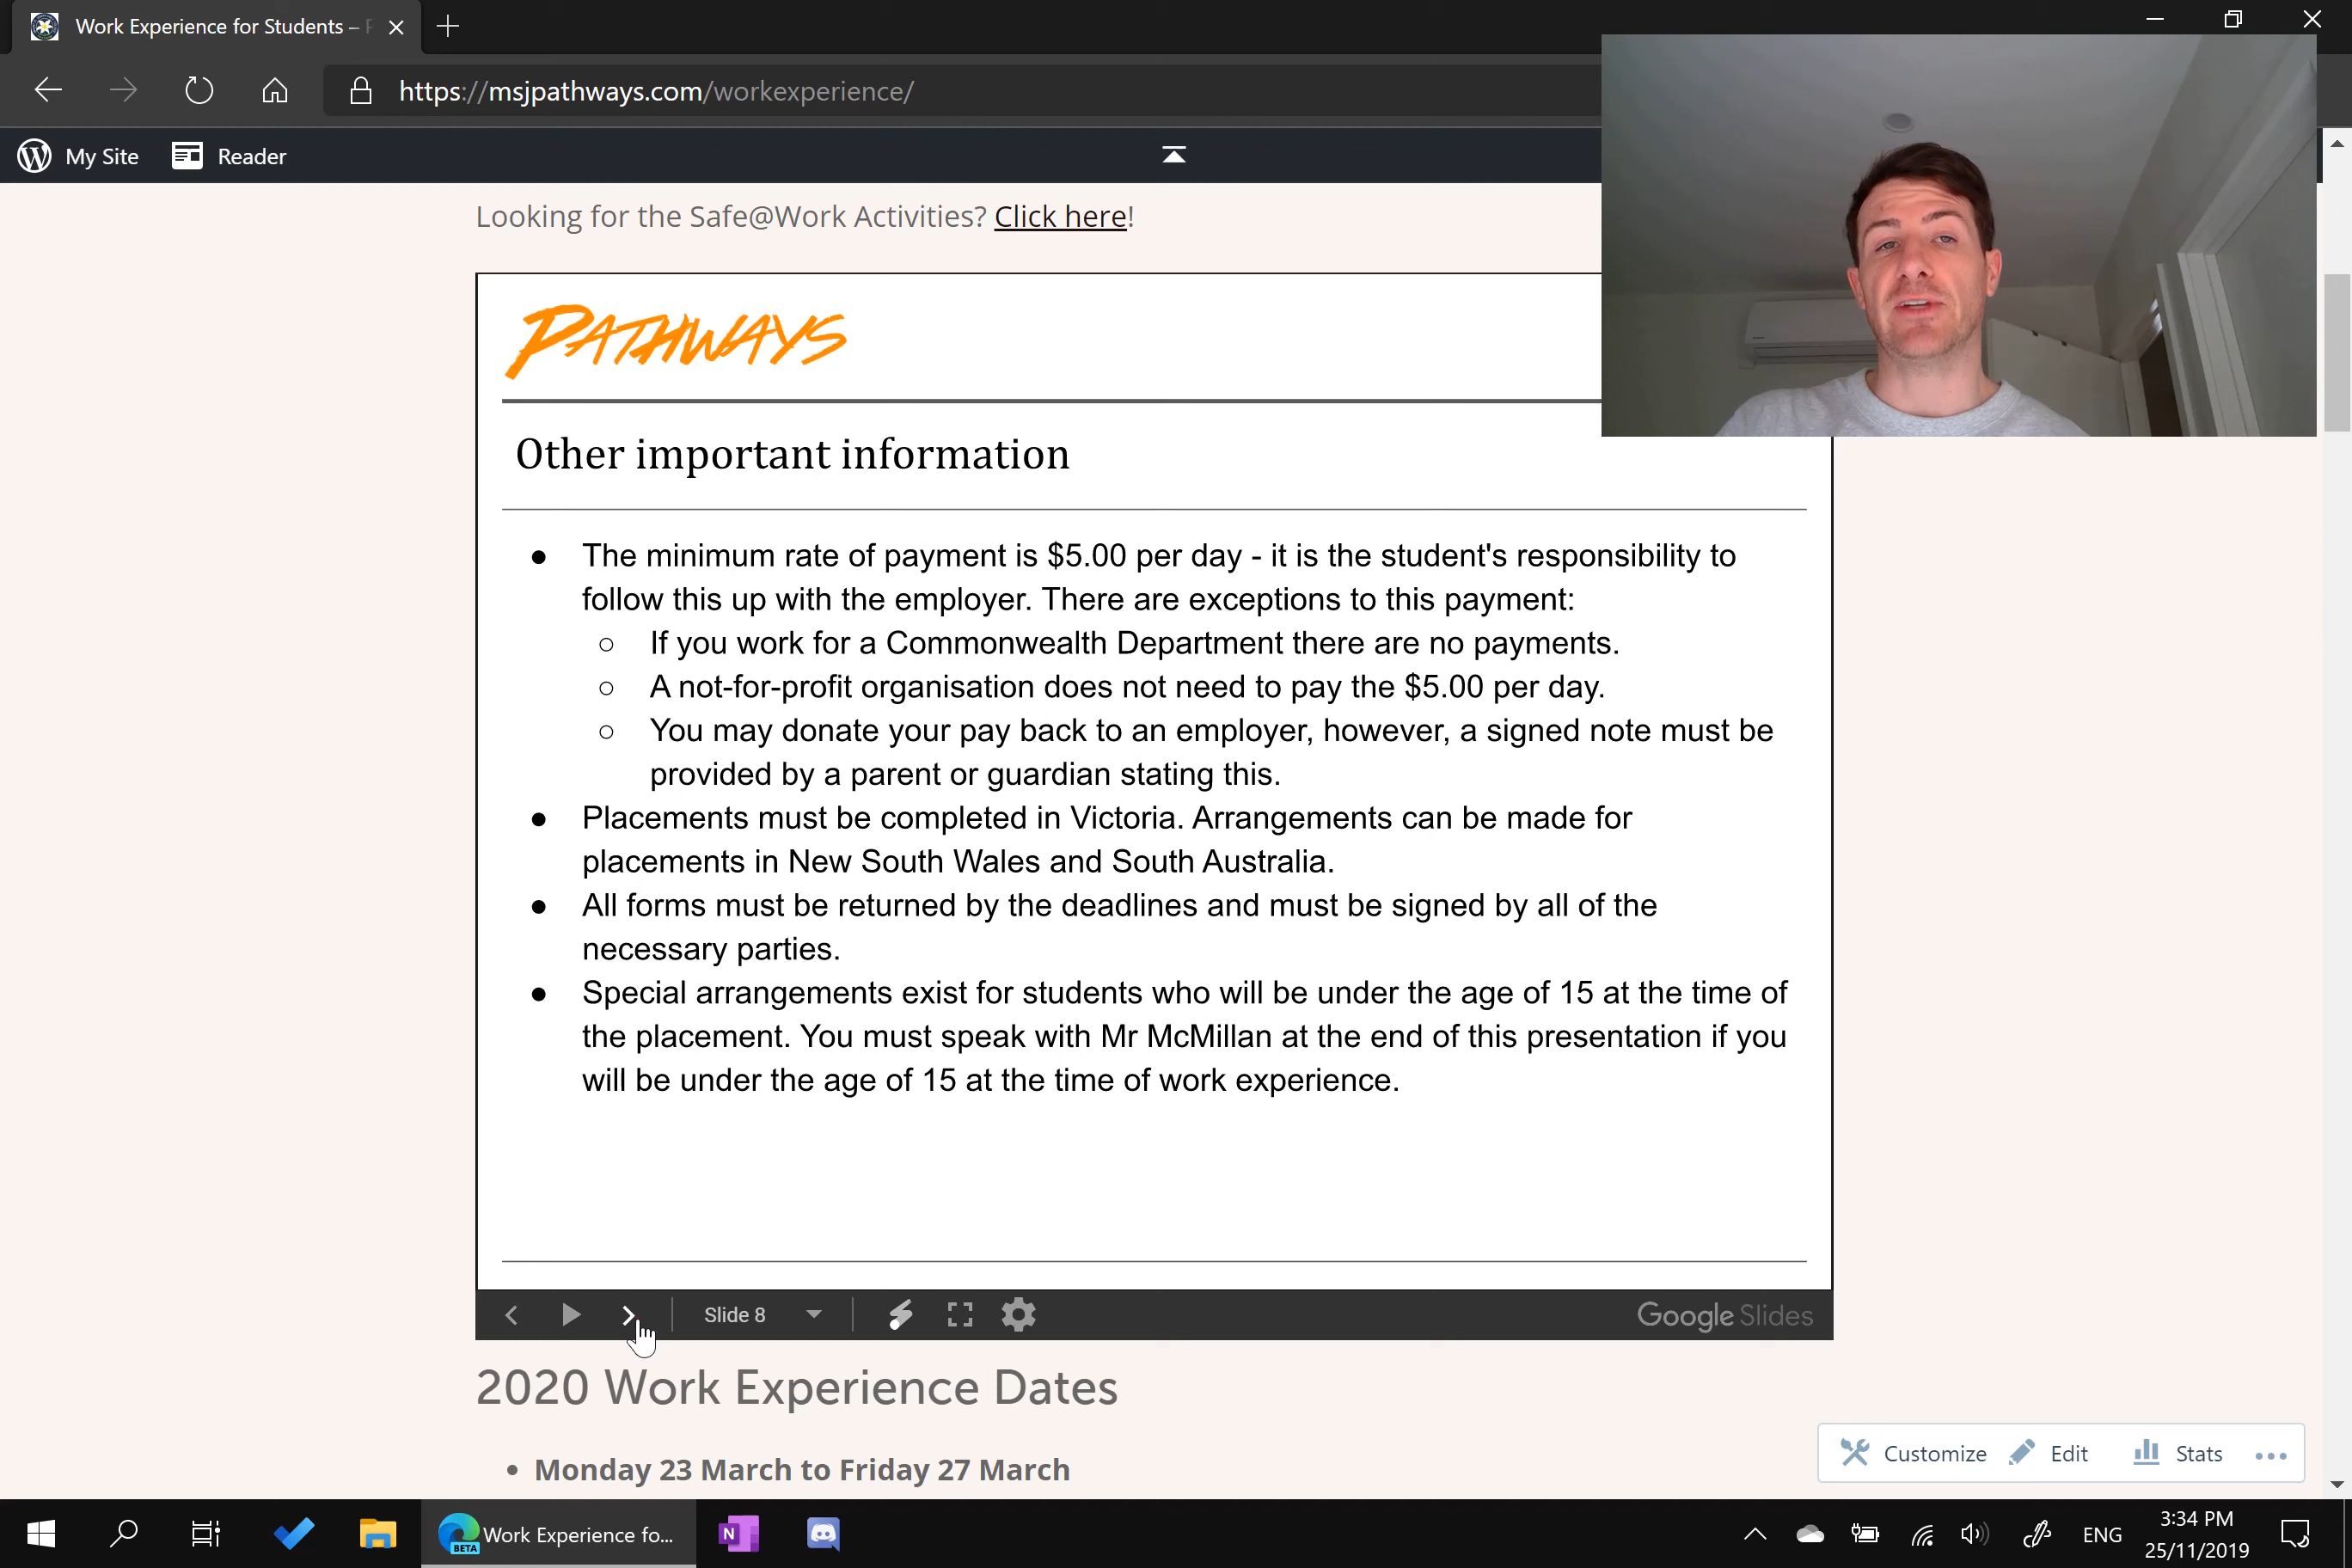 Work Experience for Students –
https://msjpathways.com/workexperience/
My Site
Reader
Looking for the Safe@Work Activities? Click here!
PATHWAYS
Other important information
● The minimum rate of payment is $5.00 per day - it is the student's responsibility to
follow this up with the employer. There are exceptions to this payment:
○ If you work for a Commonwealth Department there are no payments.
○ A not-for-profit organisation does not need to pay the $5.00 per day.
○ You may donate your pay back to an employer, however, a signed note must be
provided by a parent or guardian stating this.
● Placements must be completed in Victoria. Arrangements can be made for
placements in New South Wales and South Australia.
● All forms must be returned by the deadlines and must be signed by all of the
necessary parties.
● Special arrangements exist for students who will be under the age of 15 at the time of
the placement. You must speak with Mr McMillan at the end of this presentation if you
will be under the age of 15 at the time of work experience.
Slide 8
Google Slides
2020 Work Experience Dates
• Monday 23 March to Friday 27 March
Customize
Edit
Stats
BETA
Work Experience fo...
N
ENG
3:34 PM
25/11/2019